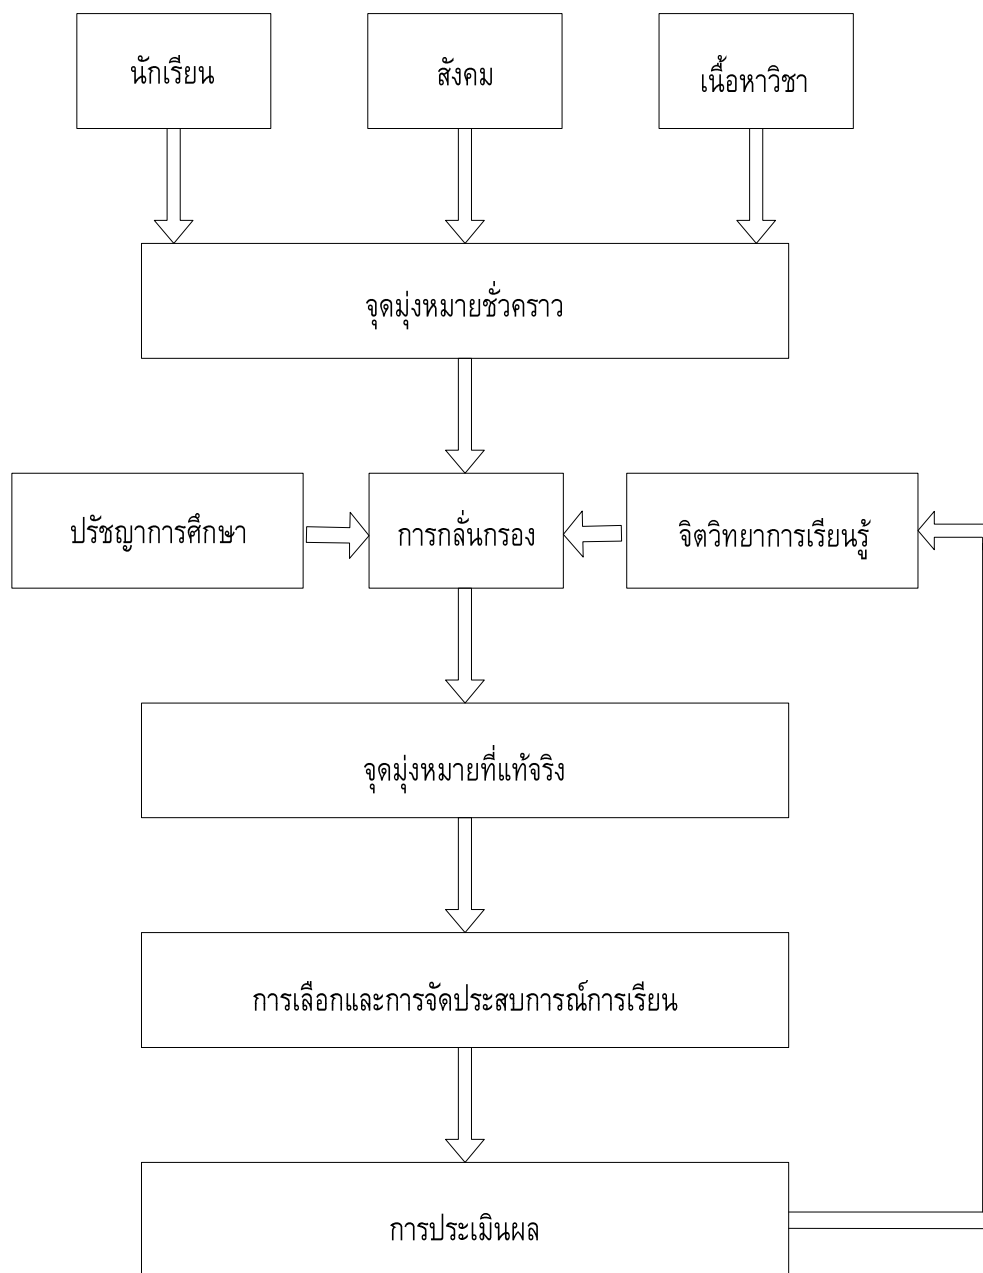 นักเรียน
สังคม
เนื้อหาวิชา
จุดมุ่งหมายชั่วคราว
ปรัชญาการศึกษา
การกลั่นกรอง
จิตวิทยาการเรียนรู้
จุดมุ่งหมายที่แท้จริง
การเลือกและการจัดประสบการณ์การเรียน
การประเมินผล